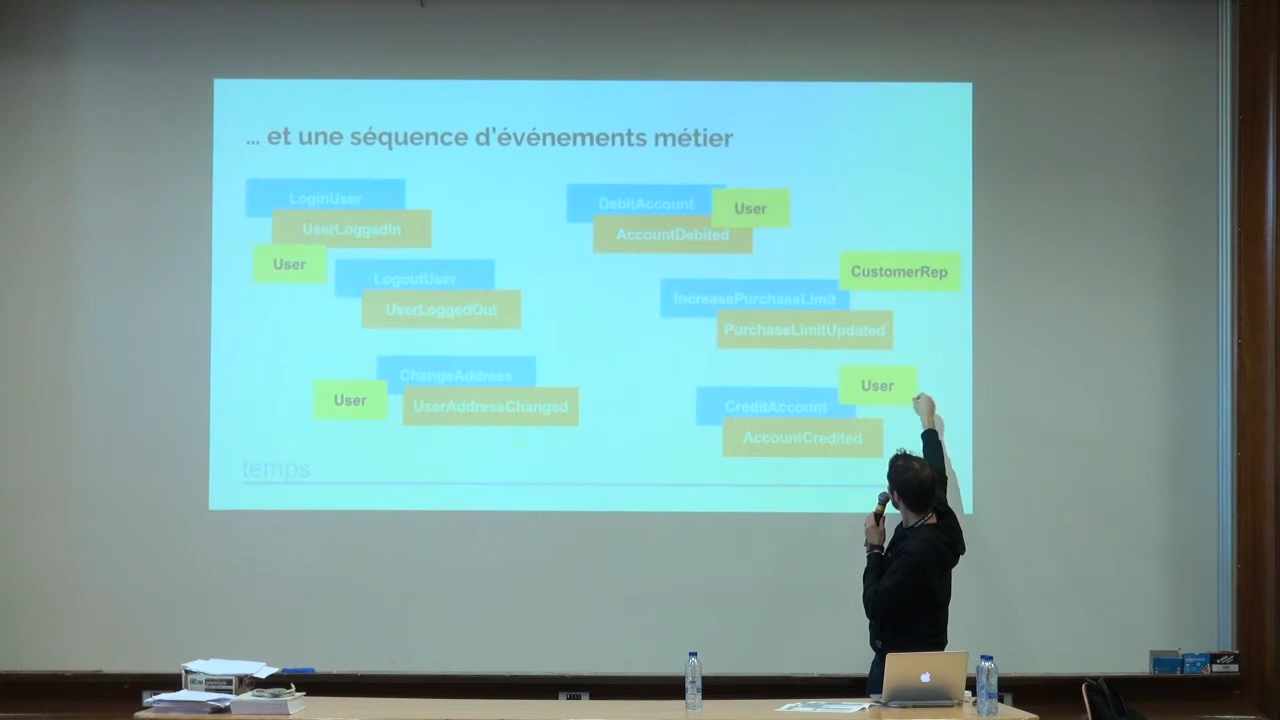 ... et une séquence d'événements métier
LoginUser
UserLoggedIn
User
LogoutUser
UserLoggedOut
ChangeAddress
User
UserAddressChanged
DebitAccount
User
AccountDebited
CustomerRep
IncreasePurchaseLimit
PurchaseLimitUpdated
User
CreditAccount
AccountCredited
temps